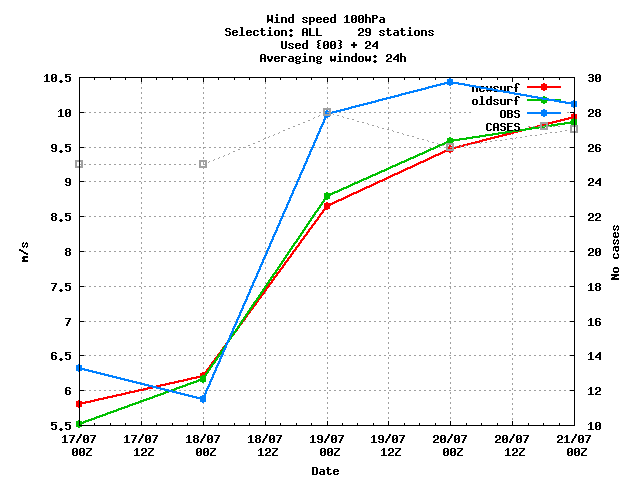 Wind speed 100hPa
Selection: ALL 29 stations
Used {00} + 24
Averaging window: 24h
10.5 30
newsurf
oldsurf
10 OBS 28
CASES
9.5 26
9 24
8.5 22
8 20
m/s No cases
7.5 18
7 16
6.5 14
6 12
5.5 10
17/07 17/07 18/07 18/07 19/07 19/07 20/07 20/07 21/07
00Z 12Z 00Z 12Z 00Z 12Z 00Z 12Z 00Z
Date